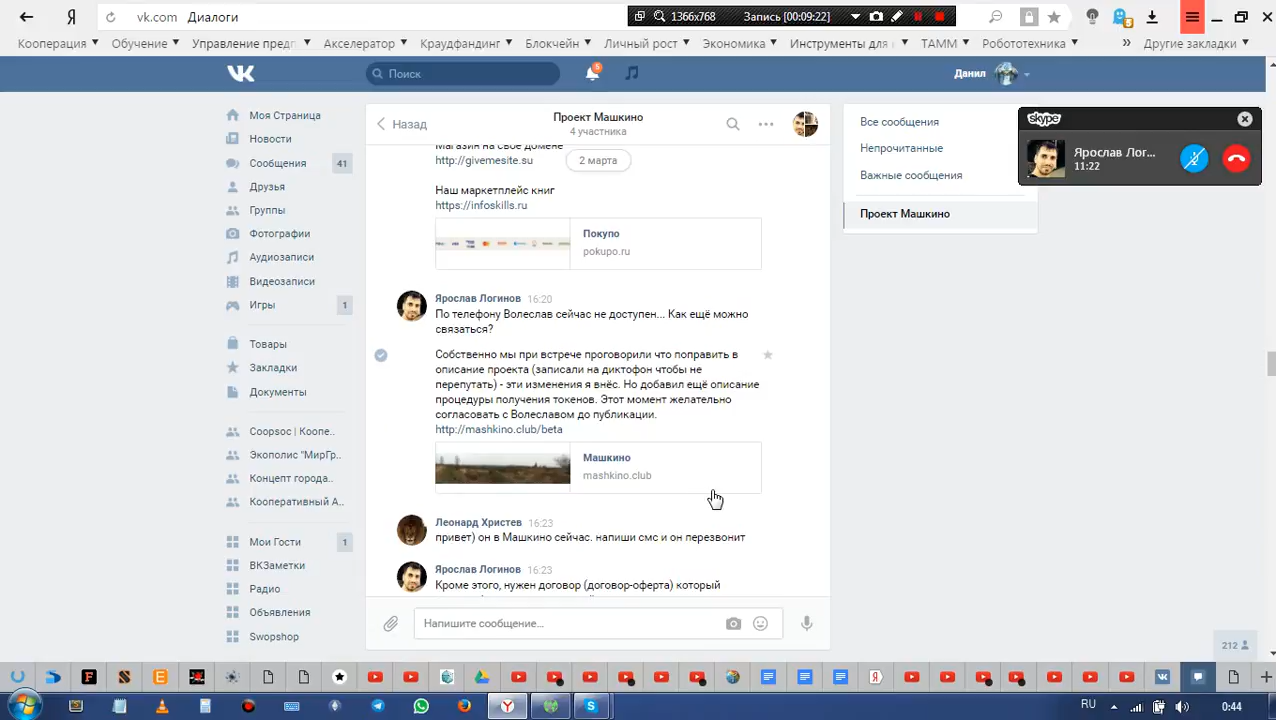 vk.com Диалоги
1366x768 Запись [00:09:22]
Кооперация Обучение Управление пред Акселератор Краудфандинг Блокчейн Личный рост Экономика Инструменты для ТАММ Робототехника » Другие закладки
Поиск
5
Данил
Моя Страница
Новости
Сообщения 41
Друзья
Группы
Фотографии
Аудиозаписи
Видеозаписи
Игры 1
Товары
Закладки
Документы
Coopsoc | Коопе..
Экополис "МирГр..
Концепт города..
Кооперативный А..
Мои Гости 1
ВКЗаметки
Радио
Объявления
Swopshop
Назад
Проект Машкино
4 участника
Магазин на своё домене
http://givemesite.su
2 марта
Наш маркетплейс книг
https://infoskills.ru
Покупо
pokupo.ru
Ярослав Логинов 16:20
По телефону Волеслав сейчас не доступен... Как ещё можно
связаться?
Собственно мы при встрече проговорили что поправить в
описание проекта (записали на диктофон чтобы не
перепутать) - эти изменения я внёс. Но добавил ещё описание
процедуры получения токенов. Этот момент желательно
согласовать с Волеславом до публикации.
http://mashkino.club/beta
Машкино
mashkino.club
Леонард Христев 16:23
привет) он в Машкино сейчас. напиши смс и он перезвонит
Ярослав Логинов 16:23
Кроме этого, нужен договор (договор-оферта) который
Напишите сообщение...
Все сообщения
Непрочитанные
Важные сообщения
Проект Машкино
skype
Ярослав Лог...
11:22
212
RU
0:44